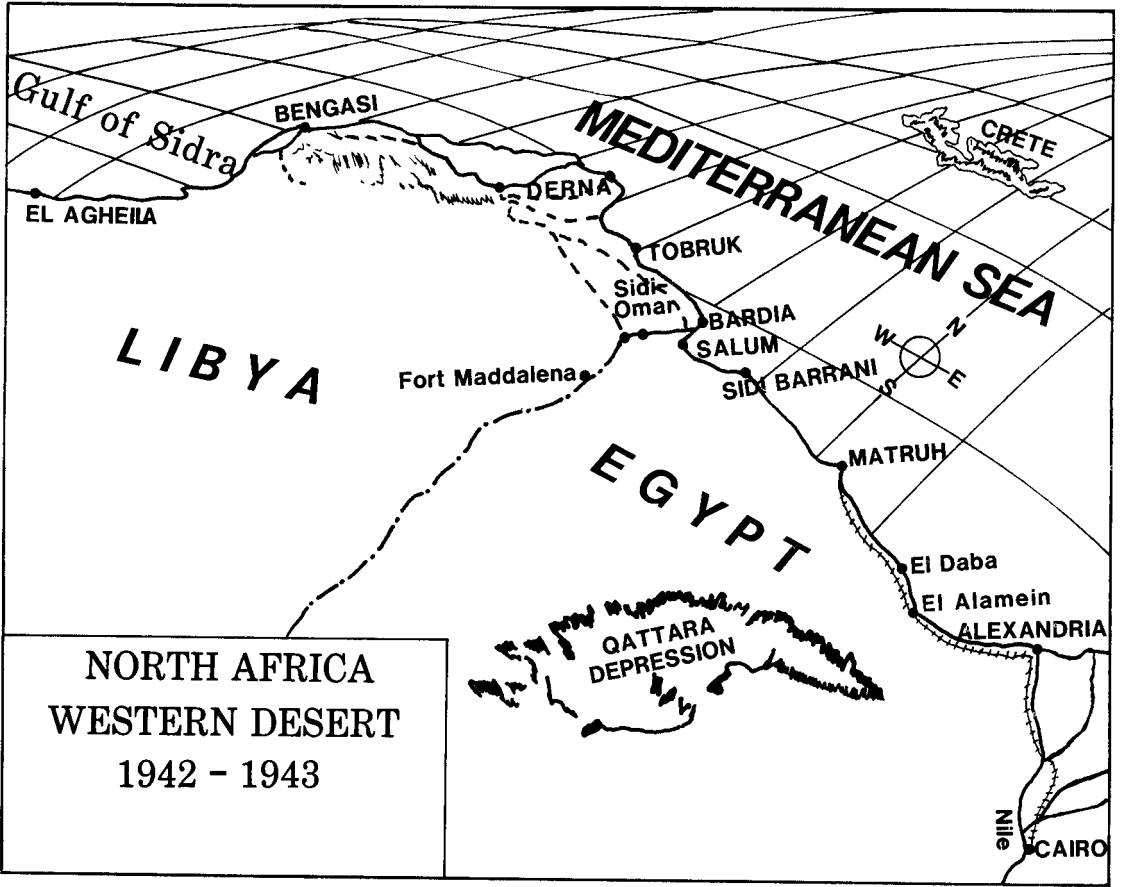 Gulf of Sidra
BENGASI
MEDITERRANEAN SEA
CRETE
EL AGHEILA
DERNA
TOBRUK
Sidi
Oman
BARDIA
SALUM
LIBYA
Fort Maddalena
SIDI BARRANI
N
W
E
S
EGYPT
MATRUH
El Daba
El Alamein
ALEXANDRIA
QATTARA
DEPRESSION
NORTH AFRICA
WESTERN DESERT
1942 - 1943
Nile
CAIRO